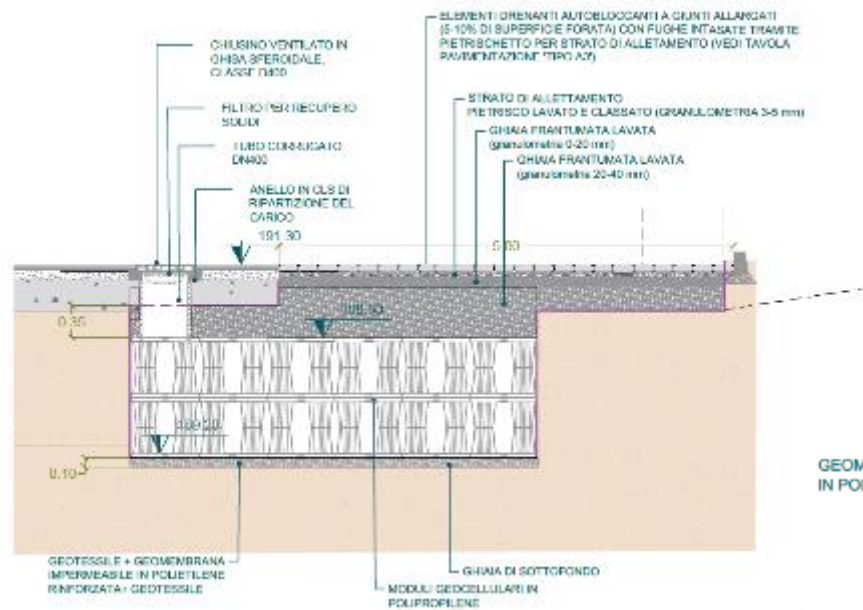 ELEMENTI DRENANTI AUTOBLOCCANTI A GIUNTI ALLARGATI
(5-10% DI SUPERFICIE FORATA) CON FUGHE INTASATE TRAMITE
PIETRISCHETTO PER STRATO DI ALLETAMENTO (VEDI TAVOLA
PAVIMENTAZIONE "TIPO A3")
CHIUSINO VENTILATO IN
GHISA SFEROIDALE,
CLASSE D400
STRATO DI ALLETTAMENTO
PIETRISCO LAVATO E CLASSATO (GRANULOMETRIA 3-5 mm)
FILTRO PER RECUPERO
SOLIDI
GHIAIA FRANTUMATA LAVATA
(granulometria 0-20 mm)
TUBO CORRUGATO
DN400
GHIAIA FRANTUMATA LAVATA
(granulometria 20-40 mm)
ANELLO IN CLS DI
RIPARTIZIONE DEL
CARICO
191.30
5.00
0.35
0.10
GEOM
IN POL
GEOTESSILE + GEOMEMBRANA
IMPERMEABILE IN POLIETILENE
RINFORZATA+ GEOTESSILE
GHIAIA DI SOTTOFONDO
MODULI GEOCELLULARI IN
POLIPROPILENE